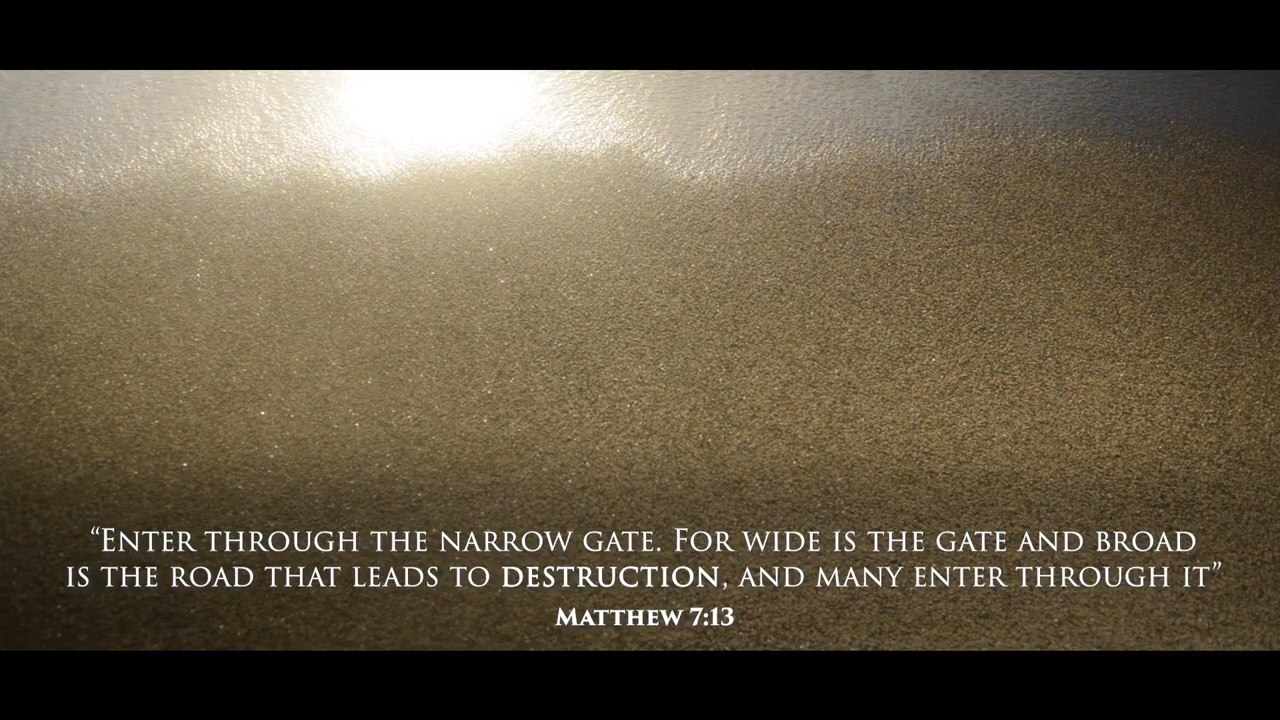 “Enter through the narrow gate. For wide is the gate and broad
is the road that leads to destruction, and many enter through it”
Matthew 7:13